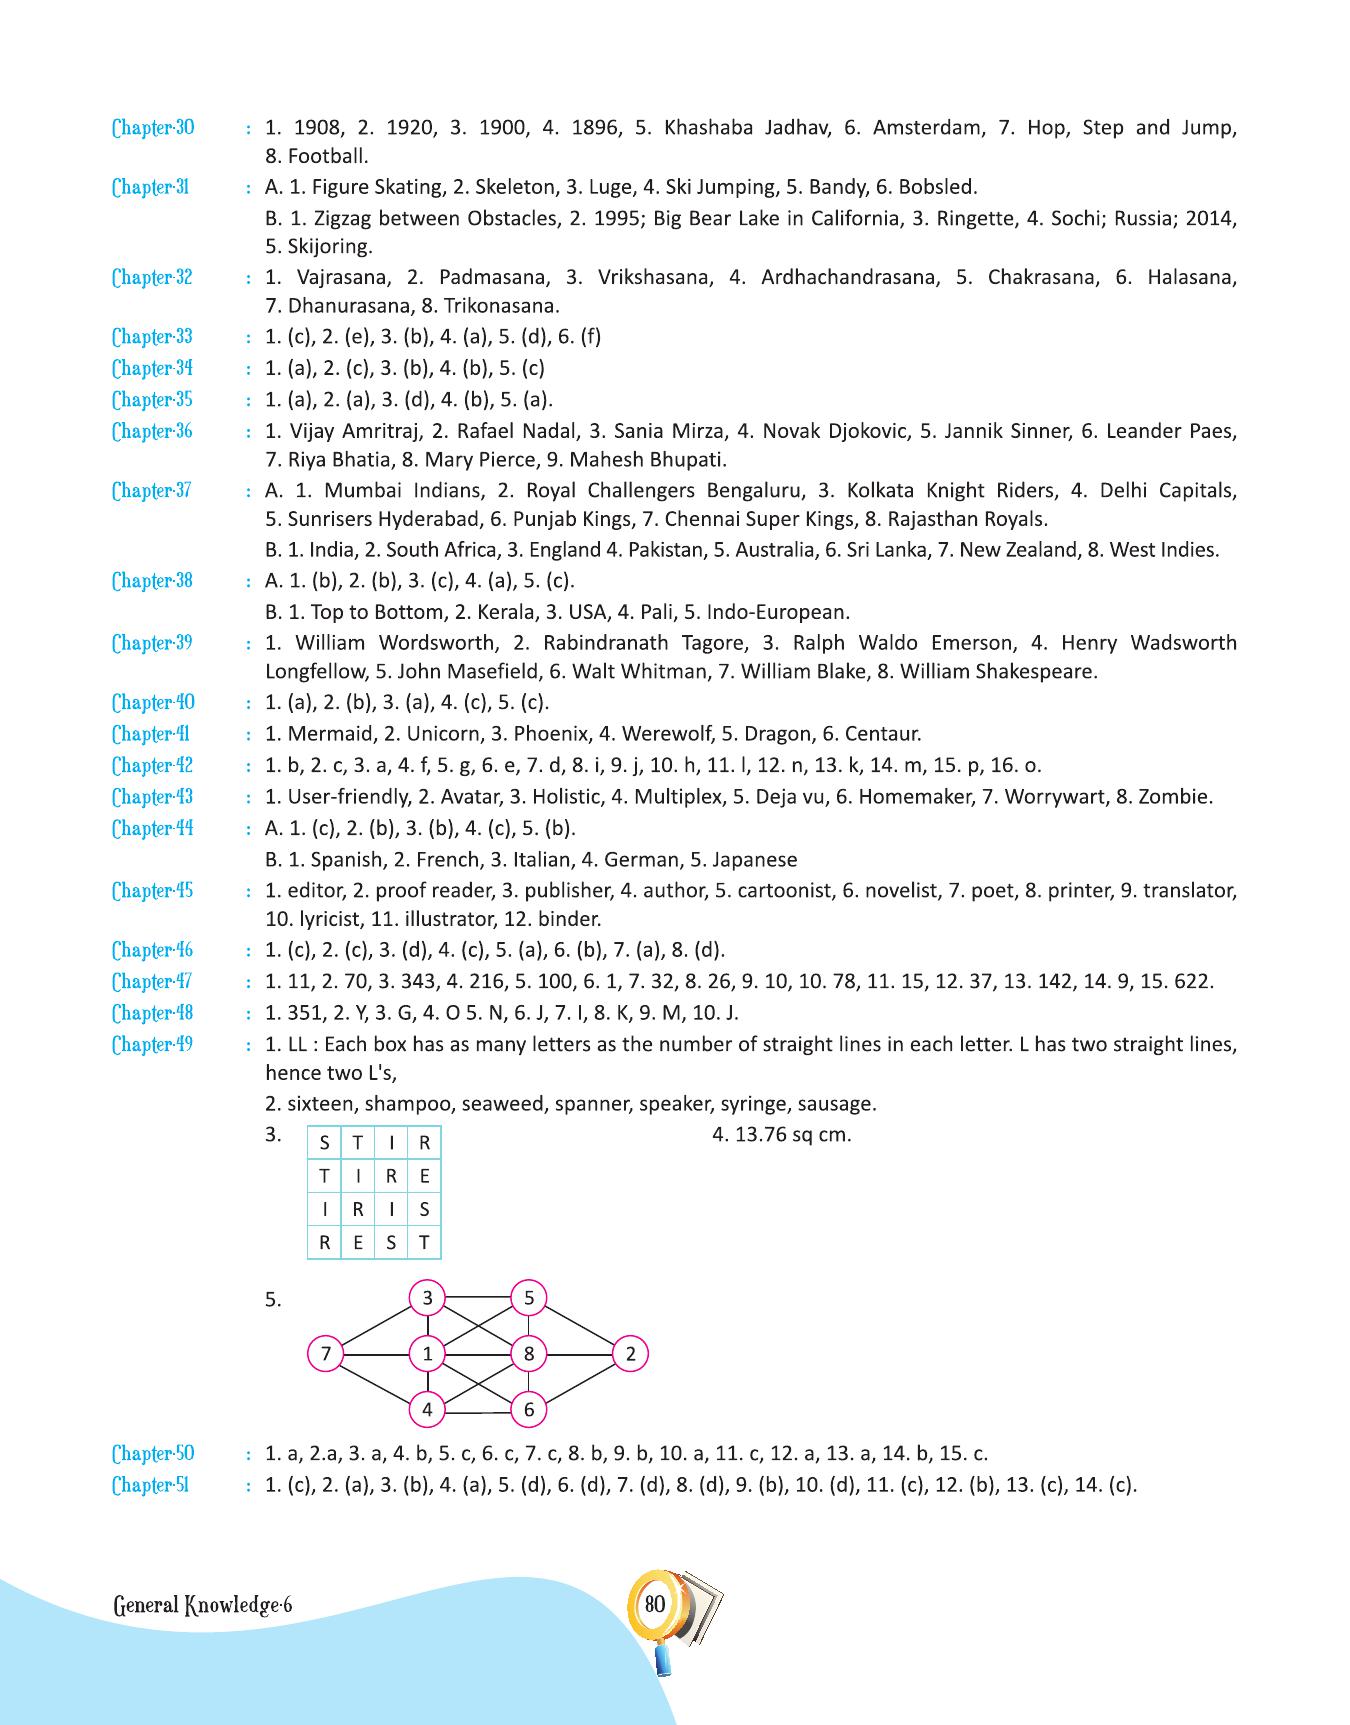 Chapter-30 : 1. 1908, 2. 1920, 3. 1900, 4. 1896, 5. Khashaba Jadhav, 6. Amsterdam, 7. Hop, Step and Jump,
8. Football.
Chapter-31 : A. 1. Figure Skating, 2. Skeleton, 3. Luge, 4. Ski Jumping, 5. Bandy, 6. Bobsled.
B. 1. Zigzag between Obstacles, 2. 1995; Big Bear Lake in California, 3. Ringette, 4. Sochi; Russia; 2014,
5. Skijoring.
Chapter-32 : 1. Vajrasana, 2. Padmasana, 3. Vrikshasana, 4. Ardhachandrasana, 5. Chakrasana, 6. Halasana,
7. Dhanurasana, 8. Trikonasana.
Chapter-33 : 1. (c), 2. (e), 3. (b), 4. (a), 5. (d), 6. (f)
Chapter-34 : 1. (a), 2. (c), 3. (b), 4. (b), 5. (c)
Chapter-35 : 1. (a), 2. (a), 3. (d), 4. (b), 5. (a).
Chapter-36 : 1. Vijay Amritraj, 2. Rafael Nadal, 3. Sania Mirza, 4. Novak Djokovic, 5. Jannik Sinner, 6. Leander Paes,
7. Riya Bhatia, 8. Mary Pierce, 9. Mahesh Bhupati.
Chapter-37 : A. 1. Mumbai Indians, 2. Royal Challengers Bengaluru, 3. Kolkata Knight Riders, 4. Delhi Capitals,
5. Sunrisers Hyderabad, 6. Punjab Kings, 7. Chennai Super Kings, 8. Rajasthan Royals.
B. 1. India, 2. South Africa, 3. England 4. Pakistan, 5. Australia, 6. Sri Lanka, 7. New Zealand, 8. West Indies.
Chapter-38 : A. 1. (b), 2. (b), 3. (c), 4. (a), 5. (c).
B. 1. Top to Bottom, 2. Kerala, 3. USA, 4. Pali, 5. Indo-European.
Chapter-39 : 1. William Wordsworth, 2. Rabindranath Tagore, 3. Ralph Waldo Emerson, 4. Henry Wadsworth
Longfellow, 5. John Masefield, 6. Walt Whitman, 7. William Blake, 8. William Shakespeare.
Chapter-40 : 1. (a), 2. (b), 3. (a), 4. (c), 5. (c).
Chapter-41 : 1. Mermaid, 2. Unicorn, 3. Phoenix, 4. Werewolf, 5. Dragon, 6. Centaur.
Chapter-42 : 1. b, 2. c, 3. a, 4. f, 5. g, 6. e, 7. d, 8. i, 9. j, 10. h, 11. l, 12. n, 13. k, 14. m, 15. p, 16. o.
Chapter-43 : 1. User-friendly, 2. Avatar, 3. Holistic, 4. Multiplex, 5. Deja vu, 6. Homemaker, 7. Worrywart, 8. Zombie.
Chapter-44 : A. 1. (c), 2. (b), 3. (b), 4. (c), 5. (b).
B. 1. Spanish, 2. French, 3. Italian, 4. German, 5. Japanese
Chapter-45 : 1. editor, 2. proof reader, 3. publisher, 4. author, 5. cartoonist, 6. novelist, 7. poet, 8. printer, 9. translator,
10. lyricist, 11. illustrator, 12. binder.
Chapter-46 : 1. (c), 2. (c), 3. (d), 4. (c), 5. (a), 6. (b), 7. (a), 8. (d).
Chapter-47 : 1. 11, 2. 70, 3. 343, 4. 216, 5. 100, 6. 1, 7. 32, 8. 26, 9. 10, 10. 78, 11. 15, 12. 37, 13. 142, 14. 9, 15. 622.
Chapter-48 : 1. 351, 2. Y, 3. G, 4. O 5. N, 6. J, 7. I, 8. K, 9. M, 10. J.
Chapter-49 : 1. LL : Each box has as many letters as the number of straight lines in each letter. L has two straight lines,
hence two L's,
2. sixteen, shampoo, seaweed, spanner, speaker, syringe, sausage.
3.
S T I R
T I R E
I R I S
R E S T
4. 13.76 sq cm.
5.
3 5
7 1 8 2
4 6
Chapter-50 : 1. a, 2.a, 3. a, 4. b, 5. c, 6. c, 7. c, 8. b, 9. b, 10. a, 11. c, 12. a, 13. a, 14. b, 15. c.
Chapter-51 : 1. (c), 2. (a), 3. (b), 4. (a), 5. (d), 6. (d), 7. (d), 8. (d), 9. (b), 10. (d), 11. (c), 12. (b), 13. (c), 14. (c).
General Knowledge-6
80